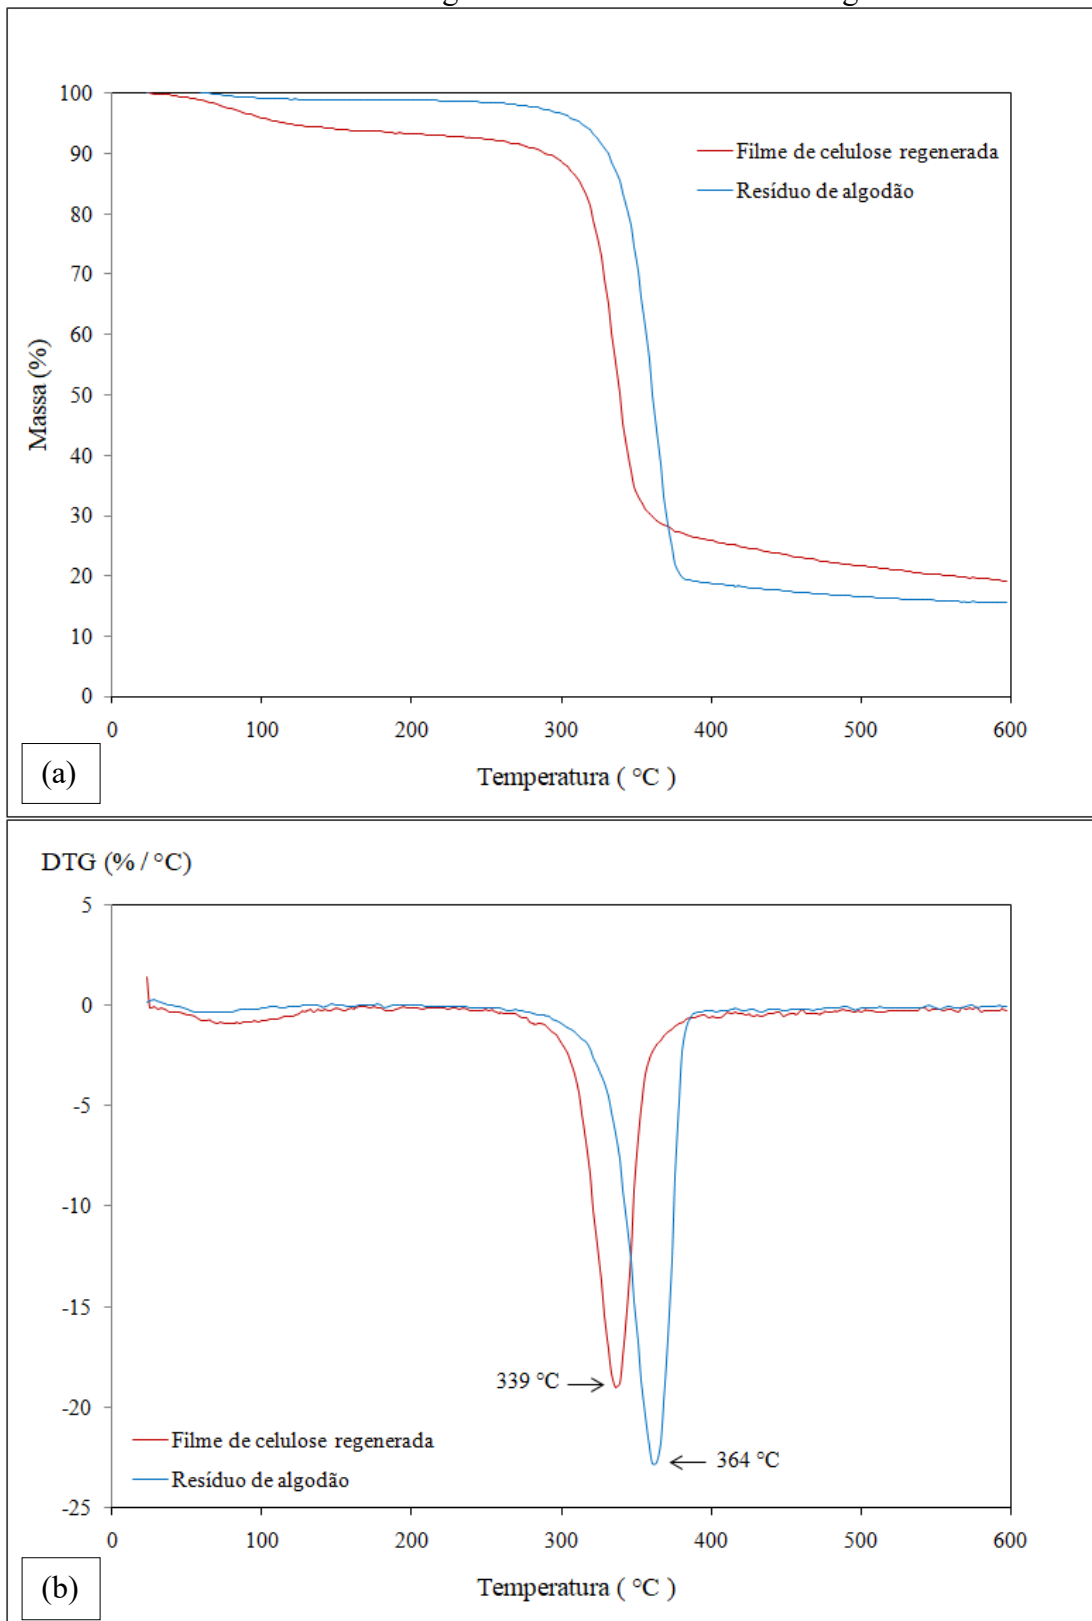 100
90
80
70
60
50
40
30
20
10
0
Massa (%)
Filme de celulose regenerada
Resíduo de algodão
0 100 200 300 400 500 600
Temperatura ( °C )
(a)
DTG (% / °C)
5
0
-5
-10
-15
-20
-25
339 °C
364 °C
Filme de celulose regenerada
Resíduo de algodão
0 100 200 300 400 500 600
Temperatura ( °C )
(b)